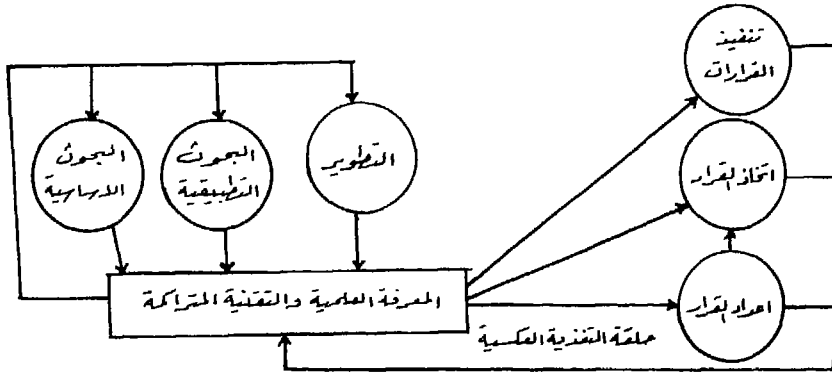 تنفيذ
القرارات
البحوث
الاساسية
البحوث
التطبيقية
التطوير
اتخاذ القرار
المعرفة العلمية والتقنية المتراكمة
اعداد القرار
حلقة التغذية العكسية